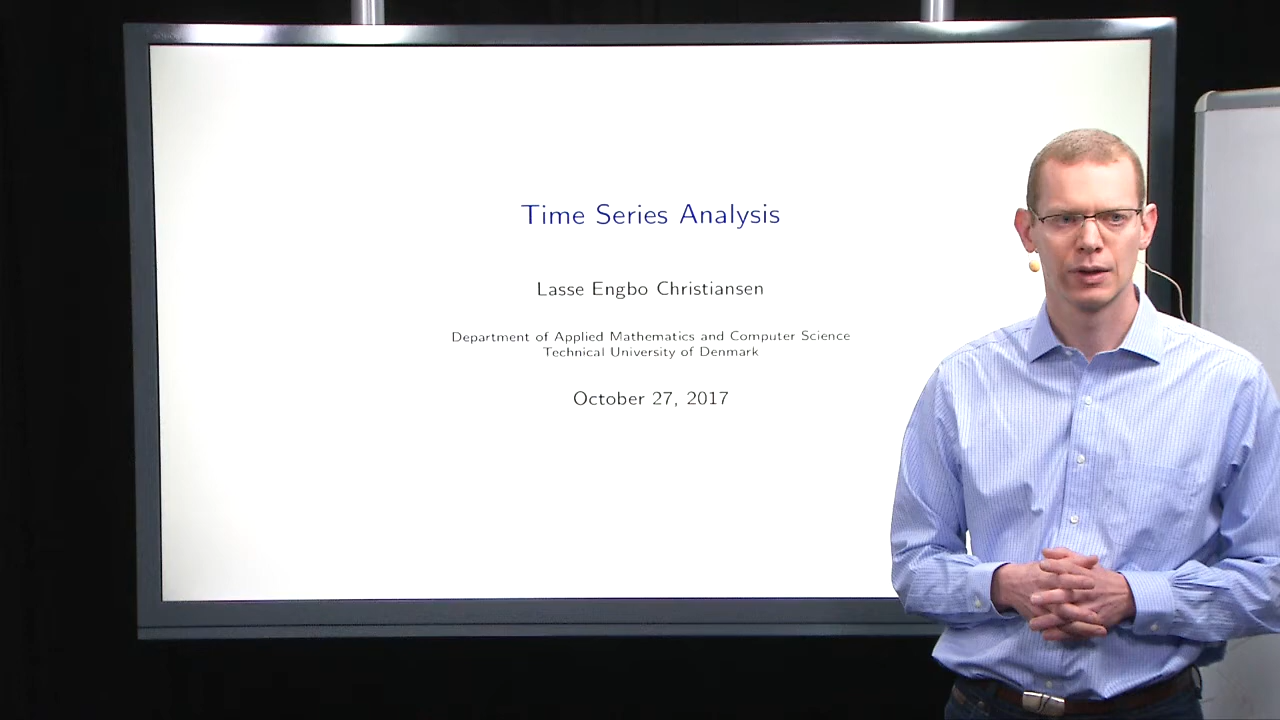 Time Series Analysis
Lasse Engbo Christiansen
Department of Applied Mathematics and Computer Science
Technical University of Denmark
October 27, 2017